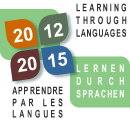 LEARNING
THROUGH
LANGUAGES
20 12
20 15
LERNEN
DURCH
SPRACHEN
APPRENDRE
PAR LES
LANGUES